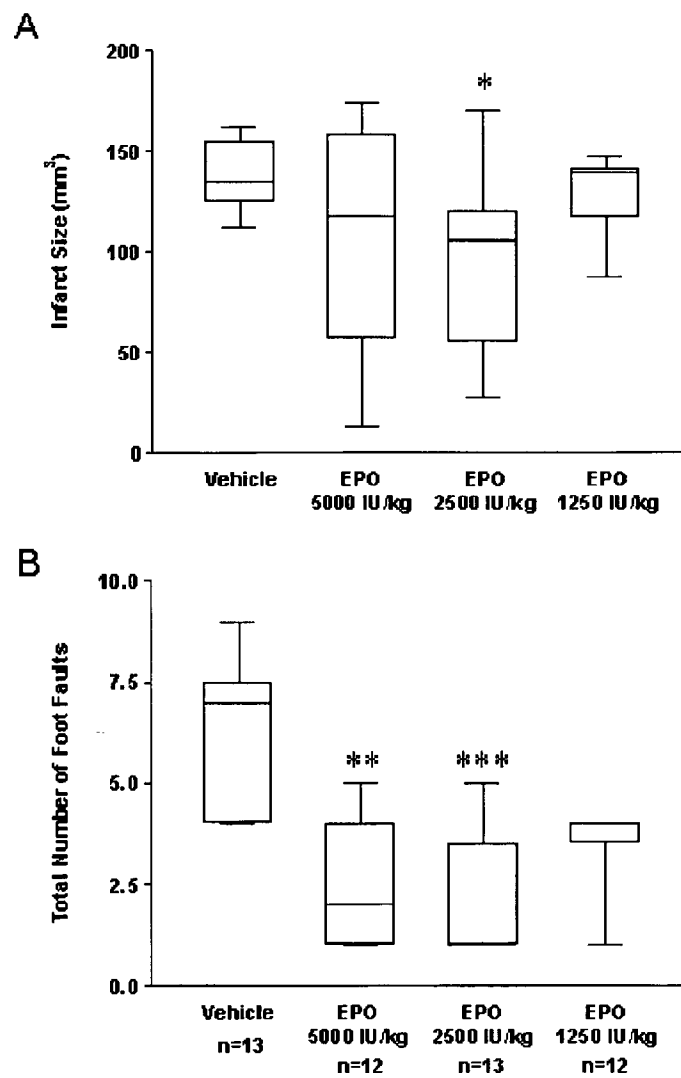 A
200
150
100
50
0
Infarct Size (mm³)
*
Vehicle EPO EPO EPO
5000 IU/kg 2500 IU/kg 1250 IU/kg
B
10.0
7.5
5.0
2.5
0.0
Total Number of Foot Faults
** ***
Vehicle EPO EPO EPO
5000 IU/kg 2500 IU/kg 1250 IU/kg
n=13 n=12 n=13 n=12